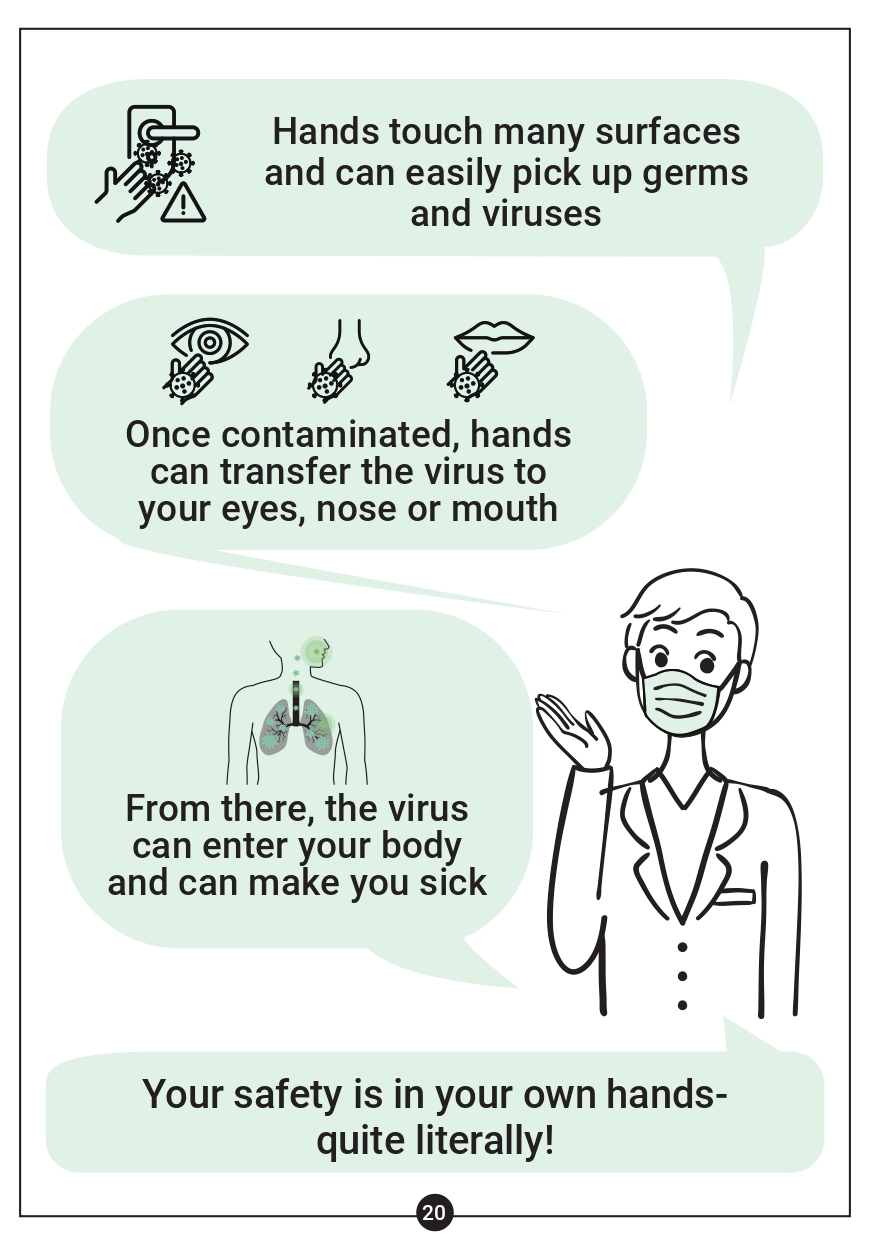 Hands touch many surfaces
and can easily pick up germs
and viruses
Once contaminated, hands
can transfer the virus to
your eyes, nose or mouth
From there, the virus
can enter your body
and can make you sick
Your safety is in your own hands-
quite literally!
20